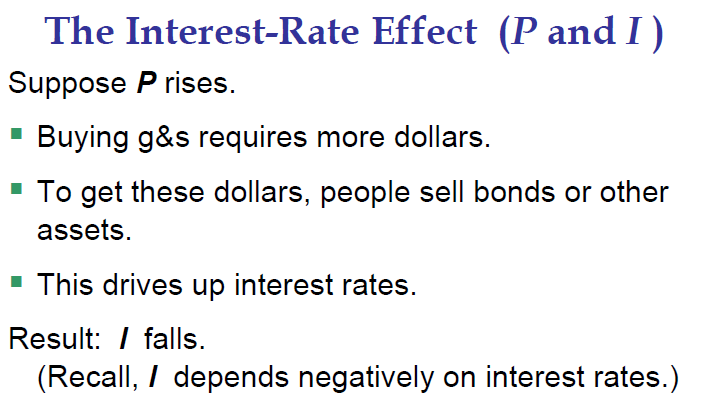 The Interest-Rate Effect (P and I )
Suppose P rises.
▪ Buying g&s requires more dollars.
▪ To get these dollars, people sell bonds or other
assets.
▪ This drives up interest rates.
Result: I falls.
(Recall, I depends negatively on interest rates.)